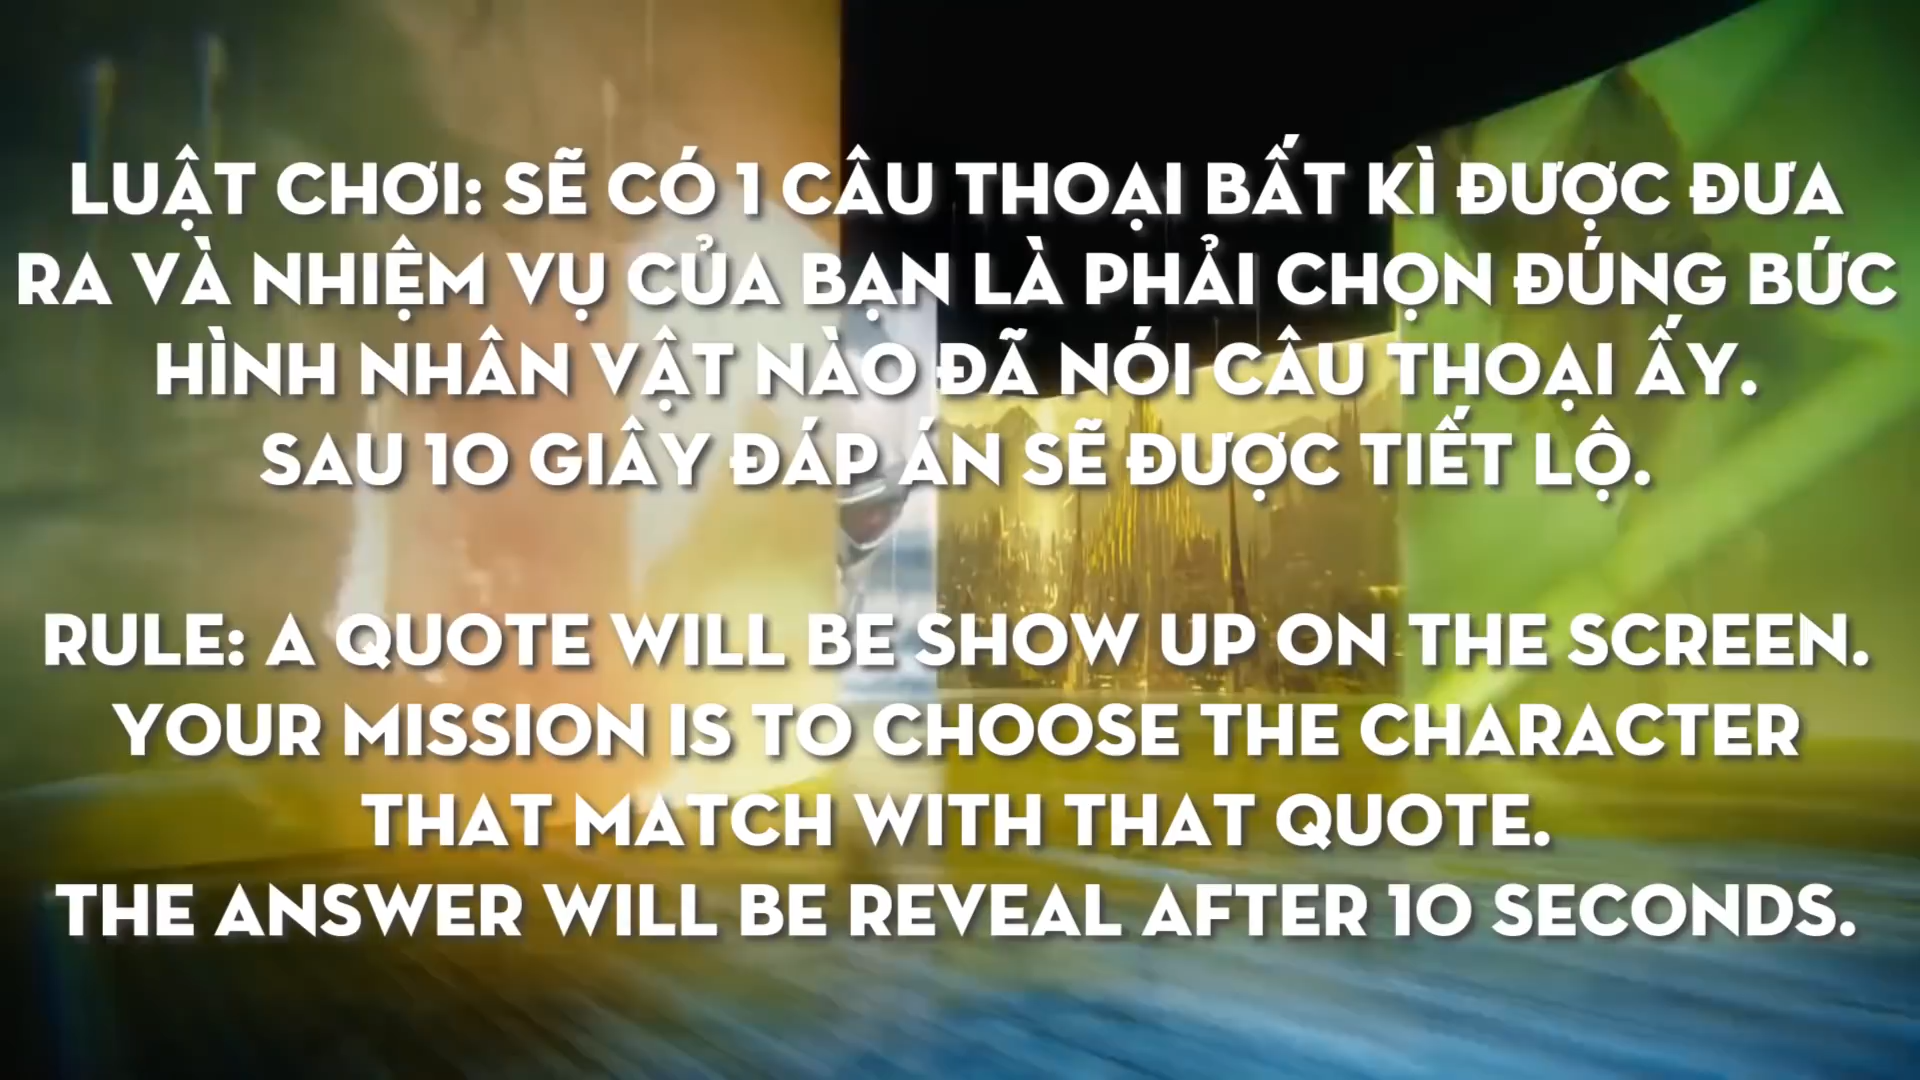 LUẬT CHƠI: SẼ CÓ 1 CÂU THOẠI BẤT KÌ ĐƯỢC ĐƯA
RA VÀ NHIỆM VỤ CỦA BẠN LÀ PHẢI CHỌN ĐÚNG BỨC
HÌNH NHÂN VẬT NÀO ĐÃ NÓI CÂU THOẠI ẤY.
SAU 10 GIÂY ĐÁP ÁN SẼ ĐƯỢC TIẾT LỘ.
RULE: A QUOTE WILL BE SHOW UP ON THE SCREEN.
YOUR MISSION IS TO CHOOSE THE CHARACTER
THAT MATCH WITH THAT QUOTE.
THE ANSWER WILL BE REVEAL AFTER 10 SECONDS.